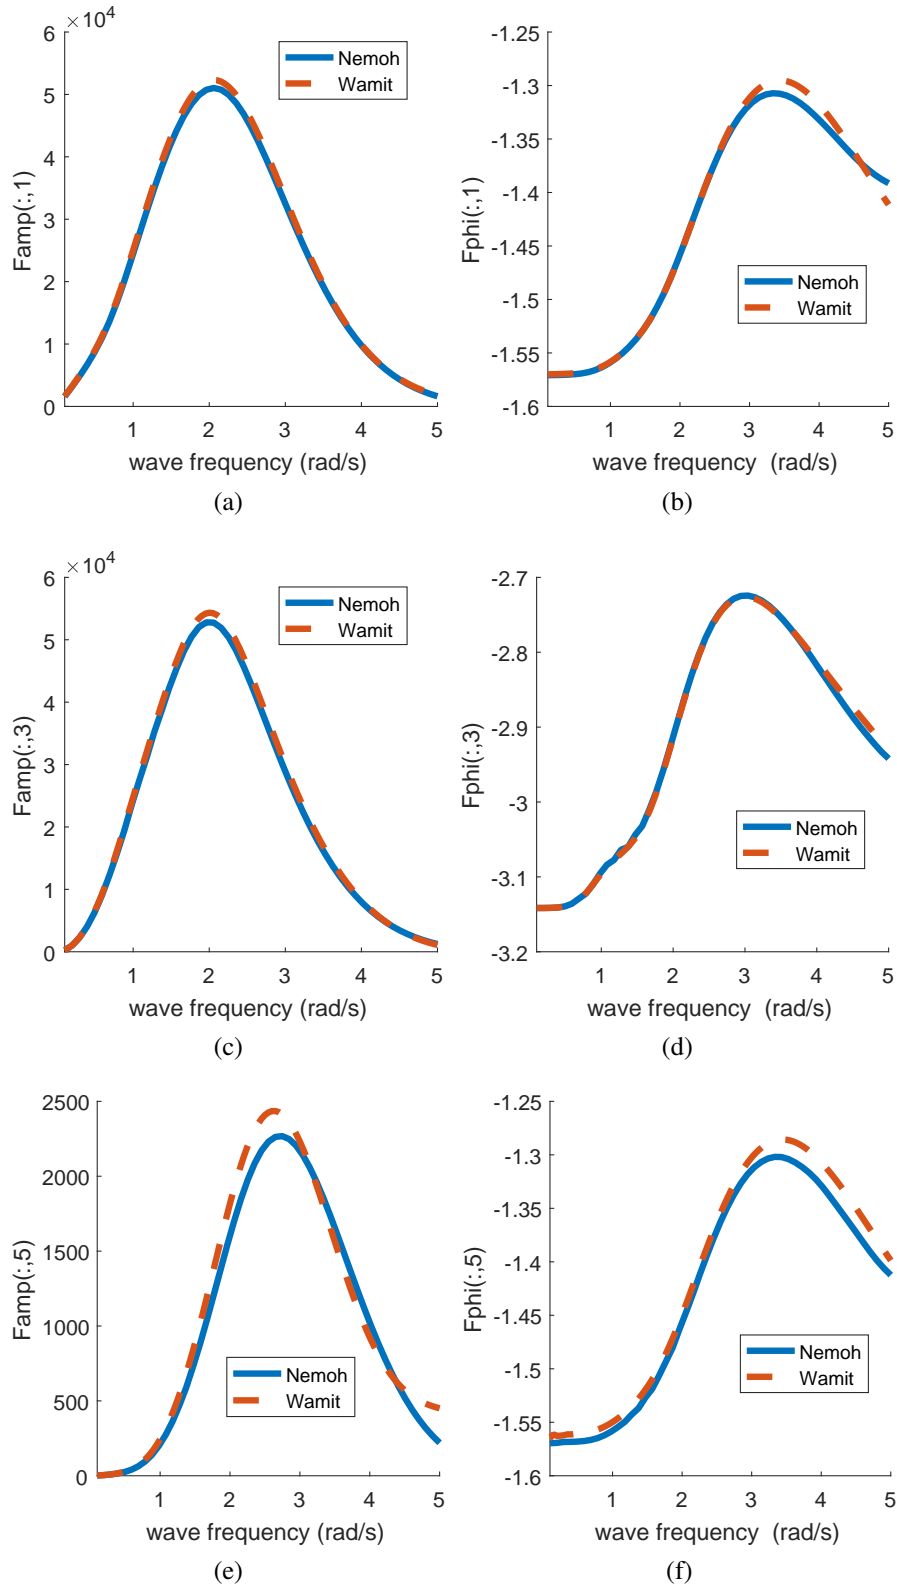 ×10^4
6
5
4
3
2
1
0
Famp(:,1)
Nemoh
Wamit
1 2 3 4 5
wave frequency (rad/s)
(a)
-1.25
-1.3
-1.35
-1.4
-1.45
-1.5
-1.55
-1.6
Fphi(:,1)
Nemoh
Wamit
1 2 3 4 5
wave frequency (rad/s)
(b)
×10^4
6
5
4
3
2
1
0
Famp(:,3)
Nemoh
Wamit
1 2 3 4 5
wave frequency (rad/s)
(c)
-2.7
-2.8
-2.9
-3
-3.1
-3.2
Fphi(:,3)
Nemoh
Wamit
1 2 3 4 5
wave frequency (rad/s)
(d)
2500
2000
1500
1000
500
0
Famp(:,5)
Nemoh
Wamit
1 2 3 4 5
wave frequency (rad/s)
(e)
-1.25
-1.3
-1.35
-1.4
-1.45
-1.5
-1.55
-1.6
Fphi(:,5)
Nemoh
Wamit
1 2 3 4 5
wave frequency (rad/s)
(f)